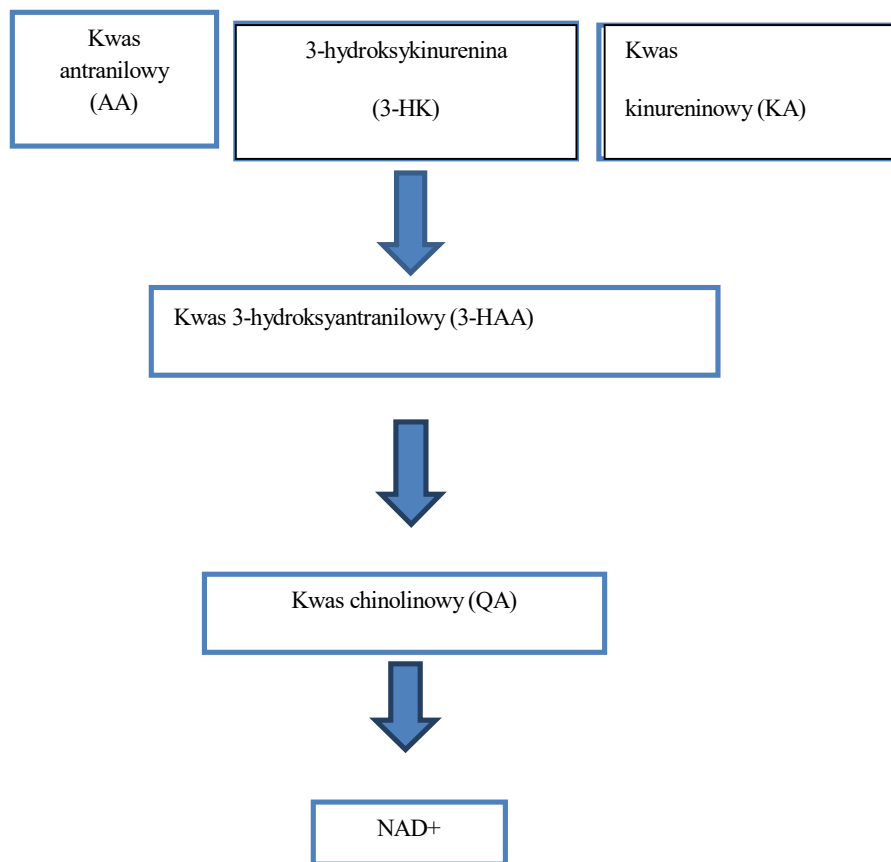 Kwas
antranilowy
(AA)
3-hydroksykinurenina
(3-HK)
Kwas
kinureninowy (KA)
Kwas 3-hydroksyantranilowy (3-HAA)
Kwas chinolinowy (QA)
NAD+